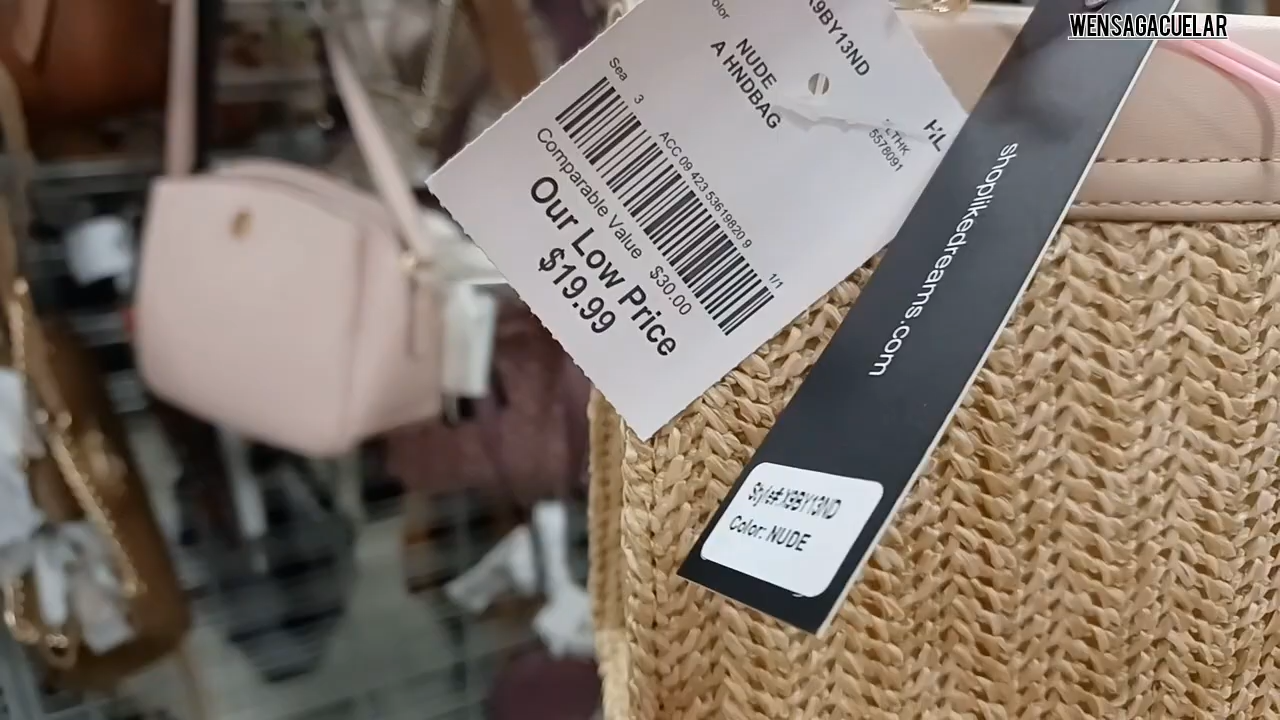 WENSAGACUELAR
olor
X9BY13ND
NUDE
A HNDBAG
Sea
3
5578091
ACC 09 423 53619820 9
1/1
Comparable Value $30.00
Our Low Price
$19.99
shoplikedreams.com
Style#:X9BY13ND
Color: NUDE